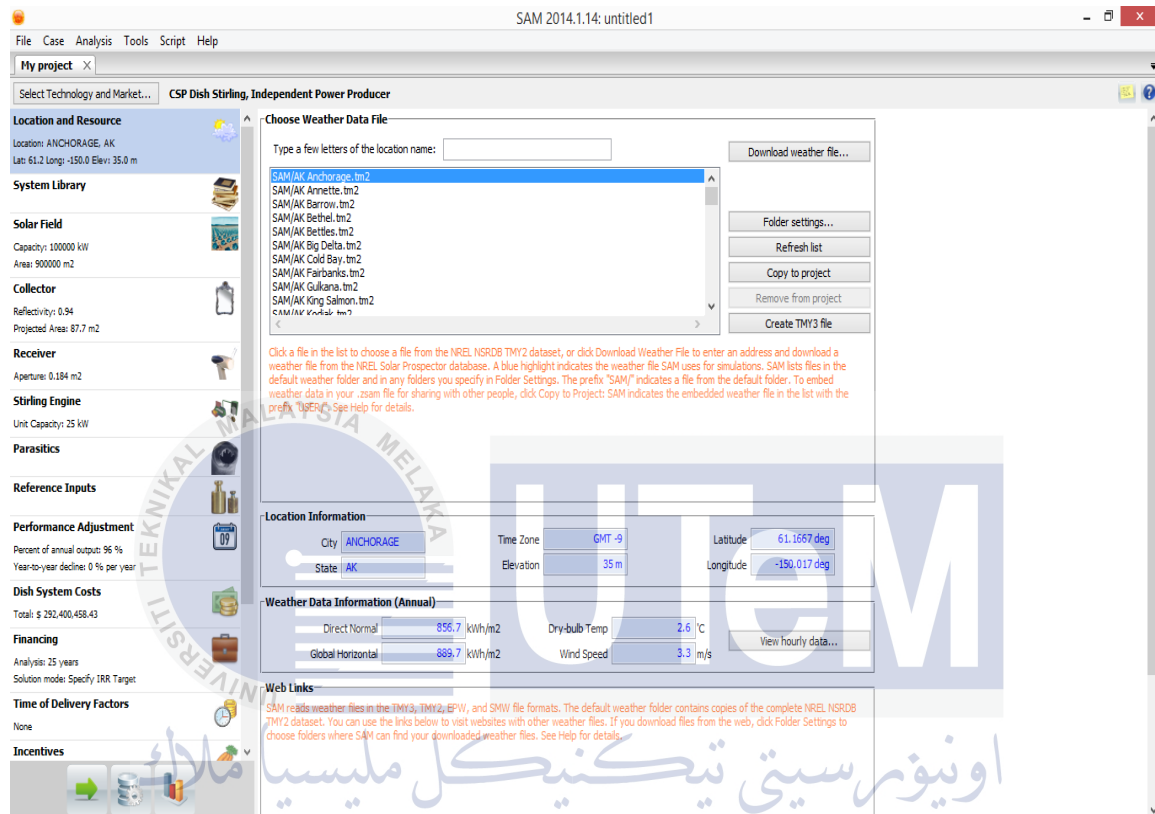 SAM 2014.1.14: untitled1
File Case Analysis Tools Script Help
My project
Select Technology and Market...
CSP Dish Stirling, Independent Power Producer
Location and Resource
Location: ANCHORAGE, AK
Lat: 61.2 Long: -150.0 Elev: 35.0 m
System Library
Solar Field
Capacity: 100000 kW
Area: 900000 m2
Collector
Reflectivity: 0.94
Projected Area: 87.7 m2
Receiver
Aperture: 0.184 m2
Stirling Engine
Unit Capacity: 25 kW
Parasitics
Reference Inputs
Performance Adjustment
Percent of annual output: 96 %
Year-to-year decline: 0 % per year
09
Dish System Costs
Total: $ 292,400,458.43
Financing
Analysis: 25 years
Solution mode: Specify IRR Target
Time of Delivery Factors
None
Incentives
Choose Weather Data File
Type a few letters of the location name:
Download weather file...
SAM/AK Anchorage.tm2
SAM/AK Annette.tm2
SAM/AK Barrow.tm2
SAM/AK Bethel.tm2
SAM/AK Bettles.tm2
SAM/AK Big Delta.tm2
SAM/AK Cold Bay.tm2
SAM/AK Fairbanks.tm2
SAM/AK Gulkana.tm2
SAM/AK King Salmon.tm2
SAM/AK Kodiak.tm2
Folder settings...
Refresh list
Copy to project
Remove from project
Create TMY3 file
Click a file in the list to choose a file from the NREL NSRDB TMY2 dataset, or click Download Weather File to enter an address and download a
weather file from the NREL Solar Prospector database. A blue highlight indicates the weather file SAM uses for simulations. SAM lists files in the
default weather folder and in any folders you specify in Folder Settings. The prefix "SAM/" indicates a file from the default folder. To embed
weather data in your .zsam file for sharing with other people, click Copy to Project: SAM indicates the embedded weather file in the list with the
prefix "USER/". See Help for details.
Location Information
City ANCHORAGE
Time Zone GMT -9
Latitude 61.1667 deg
State AK
Elevation 35 m
Longitude -150.017 deg
Weather Data Information (Annual)
Direct Normal 856.7 kWh/m2
Dry-bulb Temp 2.6 'C
Global Horizontal 889.7 kWh/m2
Wind Speed 3.3 m/s
View hourly data...
Web Links
SAM reads weather files in the TMY3, TMY2, EPW, and SMW file formats. The default weather folder contains copies of the complete NREL NSRDB
TMY2 dataset. You can use the links below to visit websites with other weather files. If you download files from the web, click Folder Settings to
choose folders where SAM can find your downloaded weather files. See Help for details.
UNIVERSITI TEKNIKAL MALAYSIA MELAKA
UTeM
اونيۏرسيتي تيكنيكل مليسيا ملاك